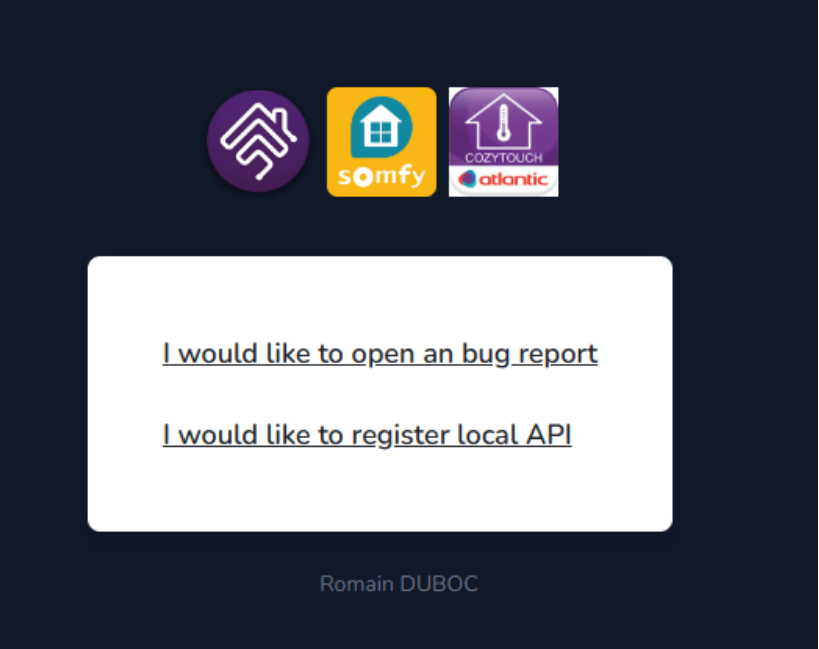 somfy
COZYTOUCH
atlantic
I would like to open an bug report
I would like to register local API
Romain DUBOC